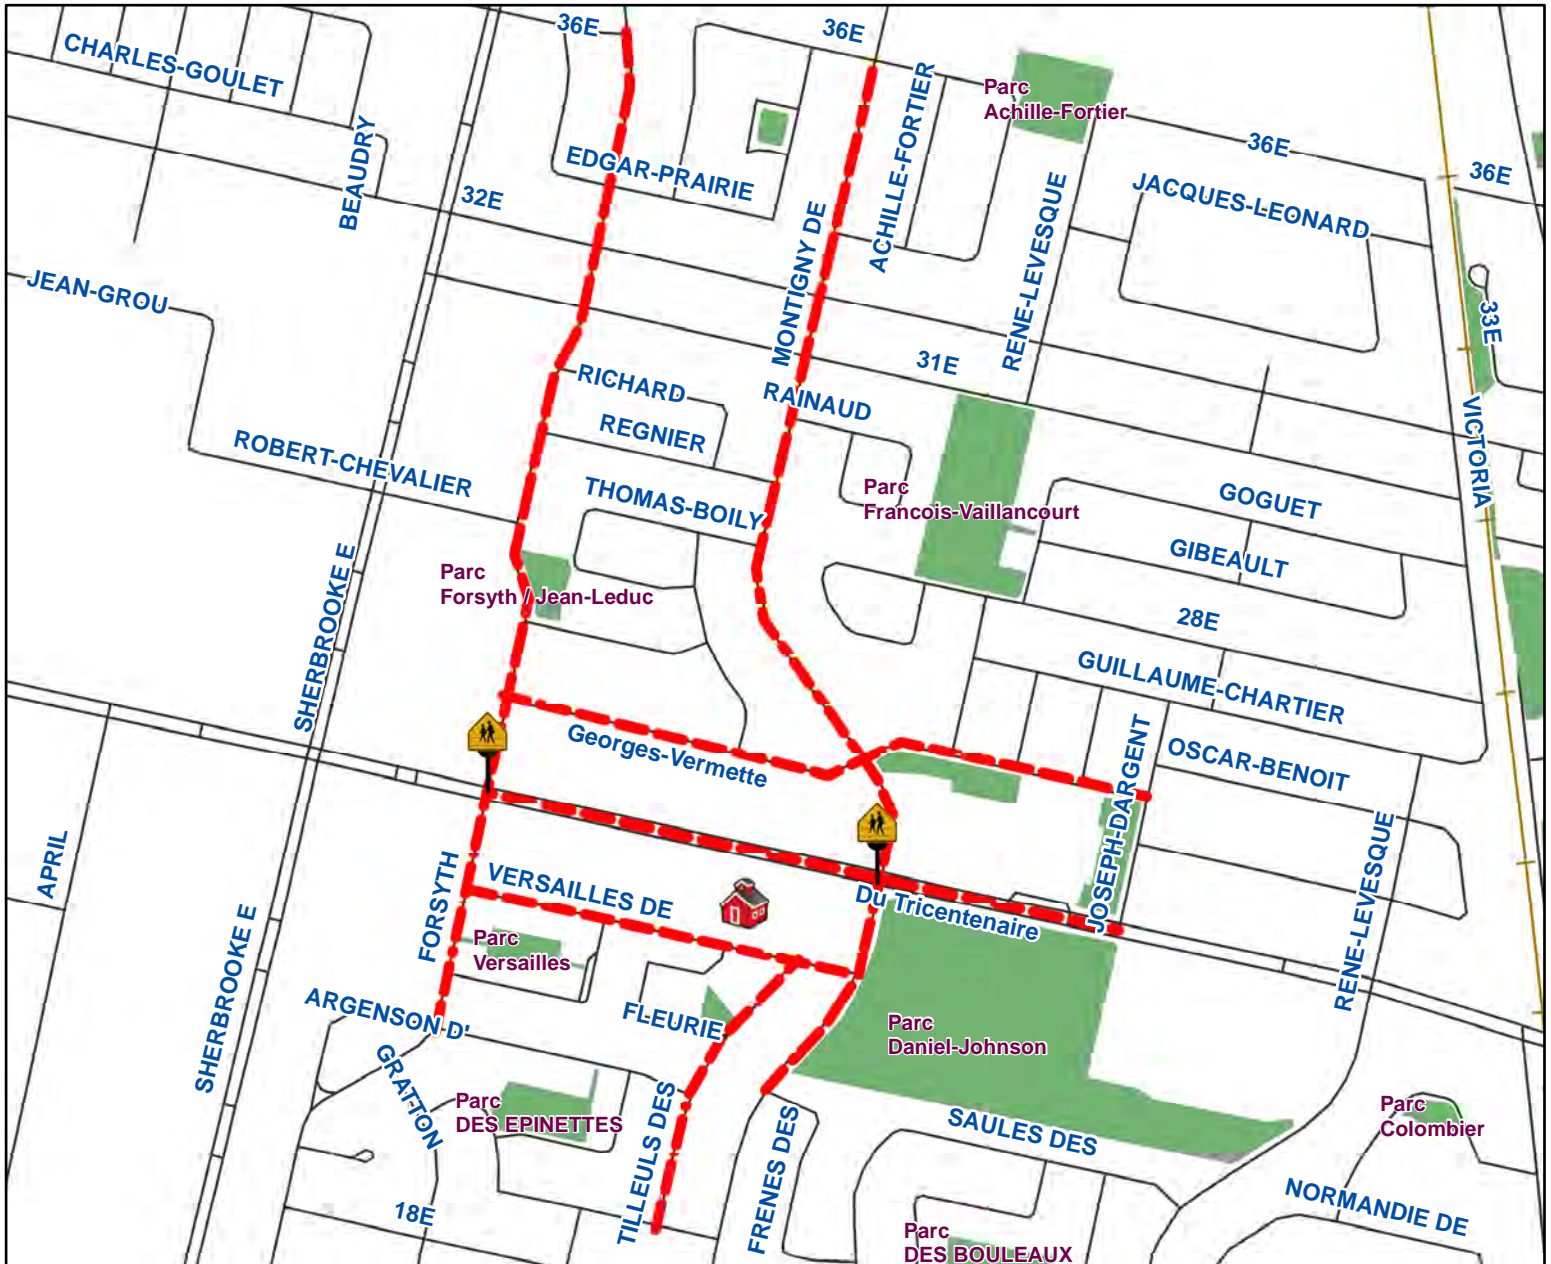 36E
36E
CHARLES-GOULET
Parc
Achille-Fortier
ACHILLE-FORTIER
36E
36E
BEAUDRY
EDGAR-PRAIRIE
32E
JACQUES-LEONARD
MONTIGNY DE
RENE-LEVESQUE
JEAN-GROU
33E
31E
RICHARD
RAINAUD
REGNIER
VICTORIA
ROBERT-CHEVALIER
THOMAS-BOILY
Parc
Francois-Vaillancourt
GOGUET
GIBEAULT
Parc
Forsyth / Jean-Leduc
28E
SHERBROOKE E
GUILLAUME-CHARTIER
Georges-Vermette
JOSEPH-DARGENT
OSCAR-BENOIT
APRIL
FORSYTH
VERSAILLES DE
Du Tricentenaire
RENE-LEVESQUE
Parc
Versailles
SHERBROOKE E
ARGENSON D'
FLEURIE
Parc
Daniel-Johnson
GRATTON
Parc
DES EPINETTES
TILLEULS DES
FRENES DES
SAULES DES
Parc
Colombier
18E
NORMANDIE DE
Parc
DES BOULEAUX